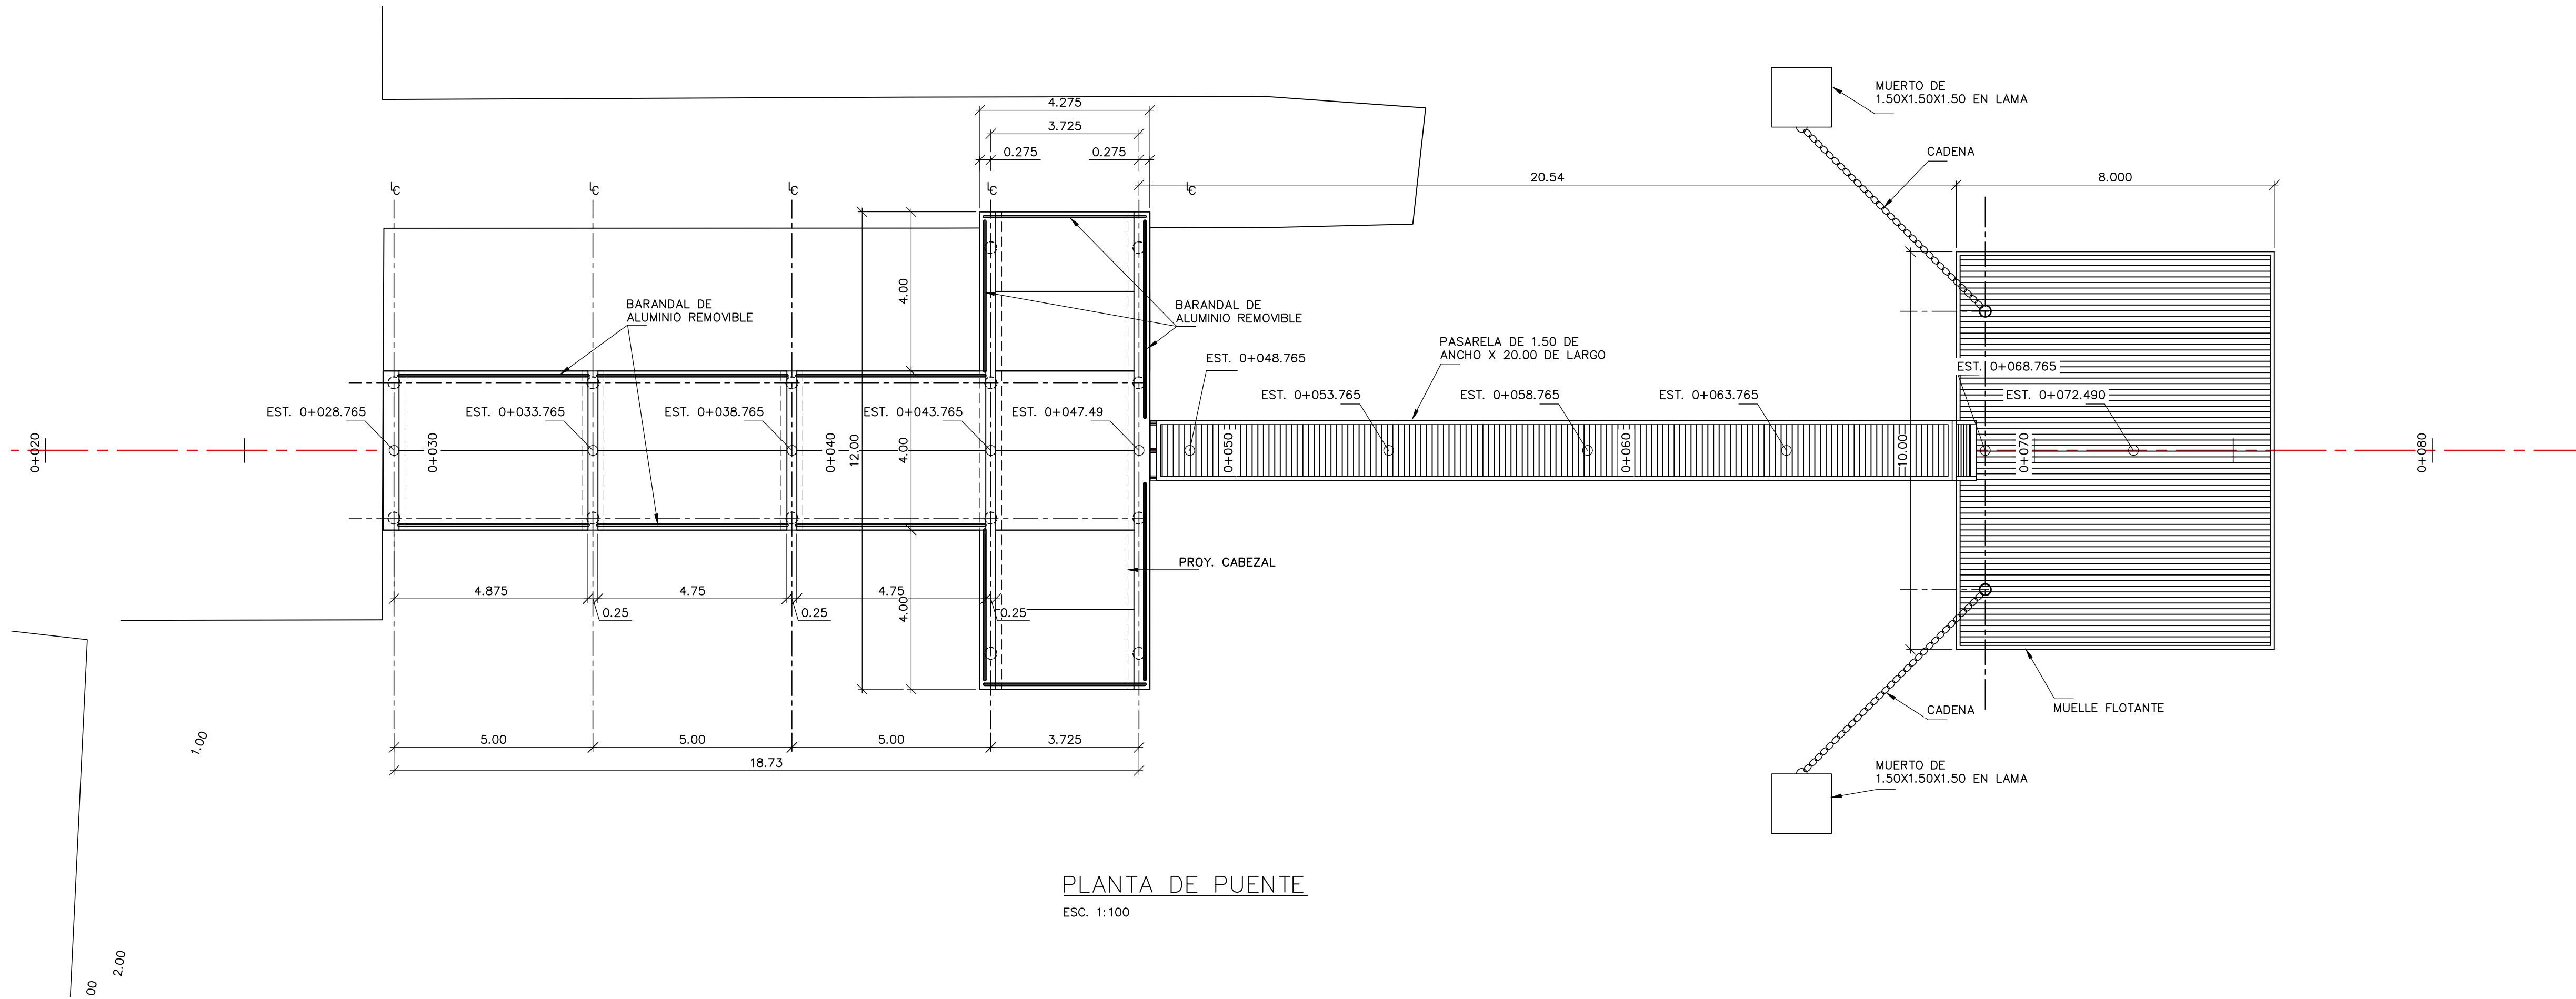 4.275
3.725
0.275
0.275
MUERTO DE
1.50X1.50X1.50 EN LAMA
CADENA
20.54
8.000
℄
℄
℄
℄
℄
4.00
BARANDAL DE
ALUMINIO REMOVIBLE
BARANDAL DE
ALUMINIO REMOVIBLE
PASARELA DE 1.50 DE
ANCHO X 20.00 DE LARGO
EST. 0+048.765
EST. 0+068.765
EST. 0+053.765
EST. 0+058.765
EST. 0+063.765
EST. 0+072.490
EST. 0+028.765
EST. 0+033.765
EST. 0+038.765
EST. 0+043.765
EST. 0+047.49
0+020
0+030
0+040
12.00
4.00
0+050
0+060
10.00
0+070
0+080
PROY. CABEZAL
4.875
4.75
4.75
4.00
0.25
0.25
0.25
CADENA
MUELLE FLOTANTE
1.00
5.00
5.00
5.00
3.725
18.73
MUERTO DE
1.50X1.50X1.50 EN LAMA
PLANTA DE PUENTE
ESC. 1:100
2.00
00